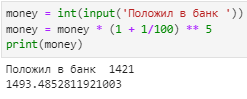 money = int(input('Положил в банк '))
money = money * (1 + 1/100) ** 5
print(money)
Положил в банк  1421
1493.4852811921003